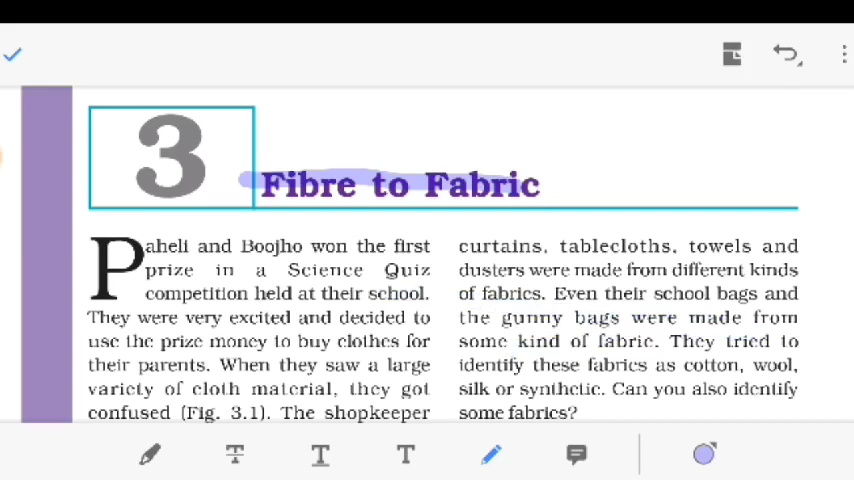 3
Fibre to Fabric
Paheli and Boojho won the first
prize in a Science Quiz
competition held at their school.
They were very excited and decided to
use the prize money to buy clothes for
their parents. When they saw a large
variety of cloth material, they got
confused (Fig. 3.1). The shopkeeper
curtains, tablecloths, towels and
dusters were made from different kinds
of fabrics. Even their school bags and
the gunny bags were made from
some kind of fabric. They tried to
identify these fabrics as cotton, wool,
silk or synthetic. Can you also identify
some fabrics?
T
T
T